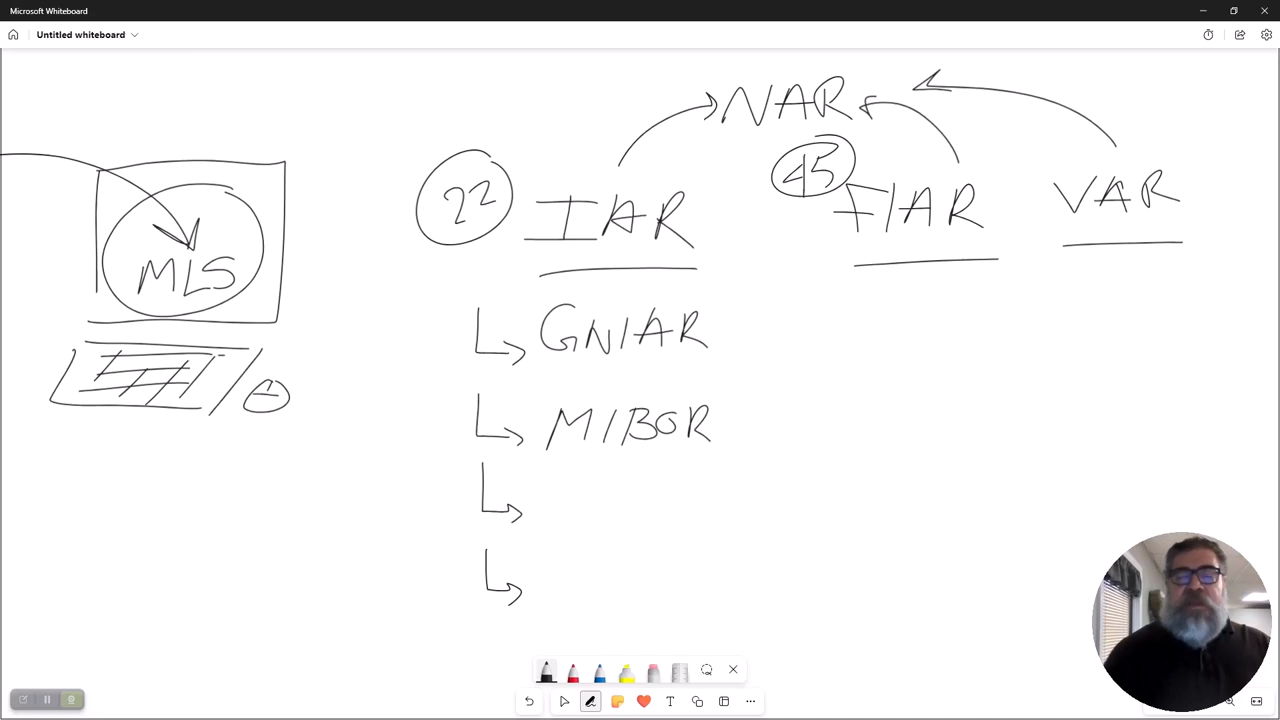 Microsoft Whiteboard
Untitled whiteboard
NAR
22
IAR
45
FIAR
VAR
MLS
GNIAR
MIBOR
T